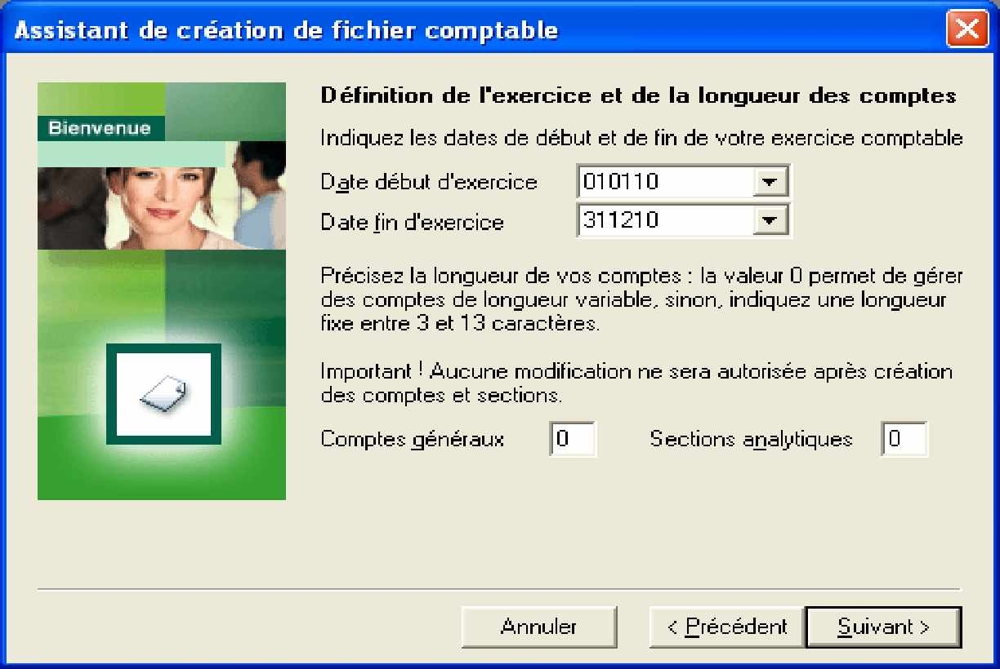 Assistant de création de fichier comptable
Bienvenue
Définition de l'exercice et de la longueur des comptes
Indiquez les dates de début et de fin de votre exercice comptable
Date début d'exercice 010110
Date fin d'exercice 311210
Précisez la longueur de vos comptes : la valeur 0 permet de gérer
des comptes de longueur variable, sinon, indiquez une longueur
fixe entre 3 et 13 caractères.
Important ! Aucune modification ne sera autorisée après création
des comptes et sections.
Comptes généraux 0 Sections analytiques 0
Annuler < Précédent Suivant >